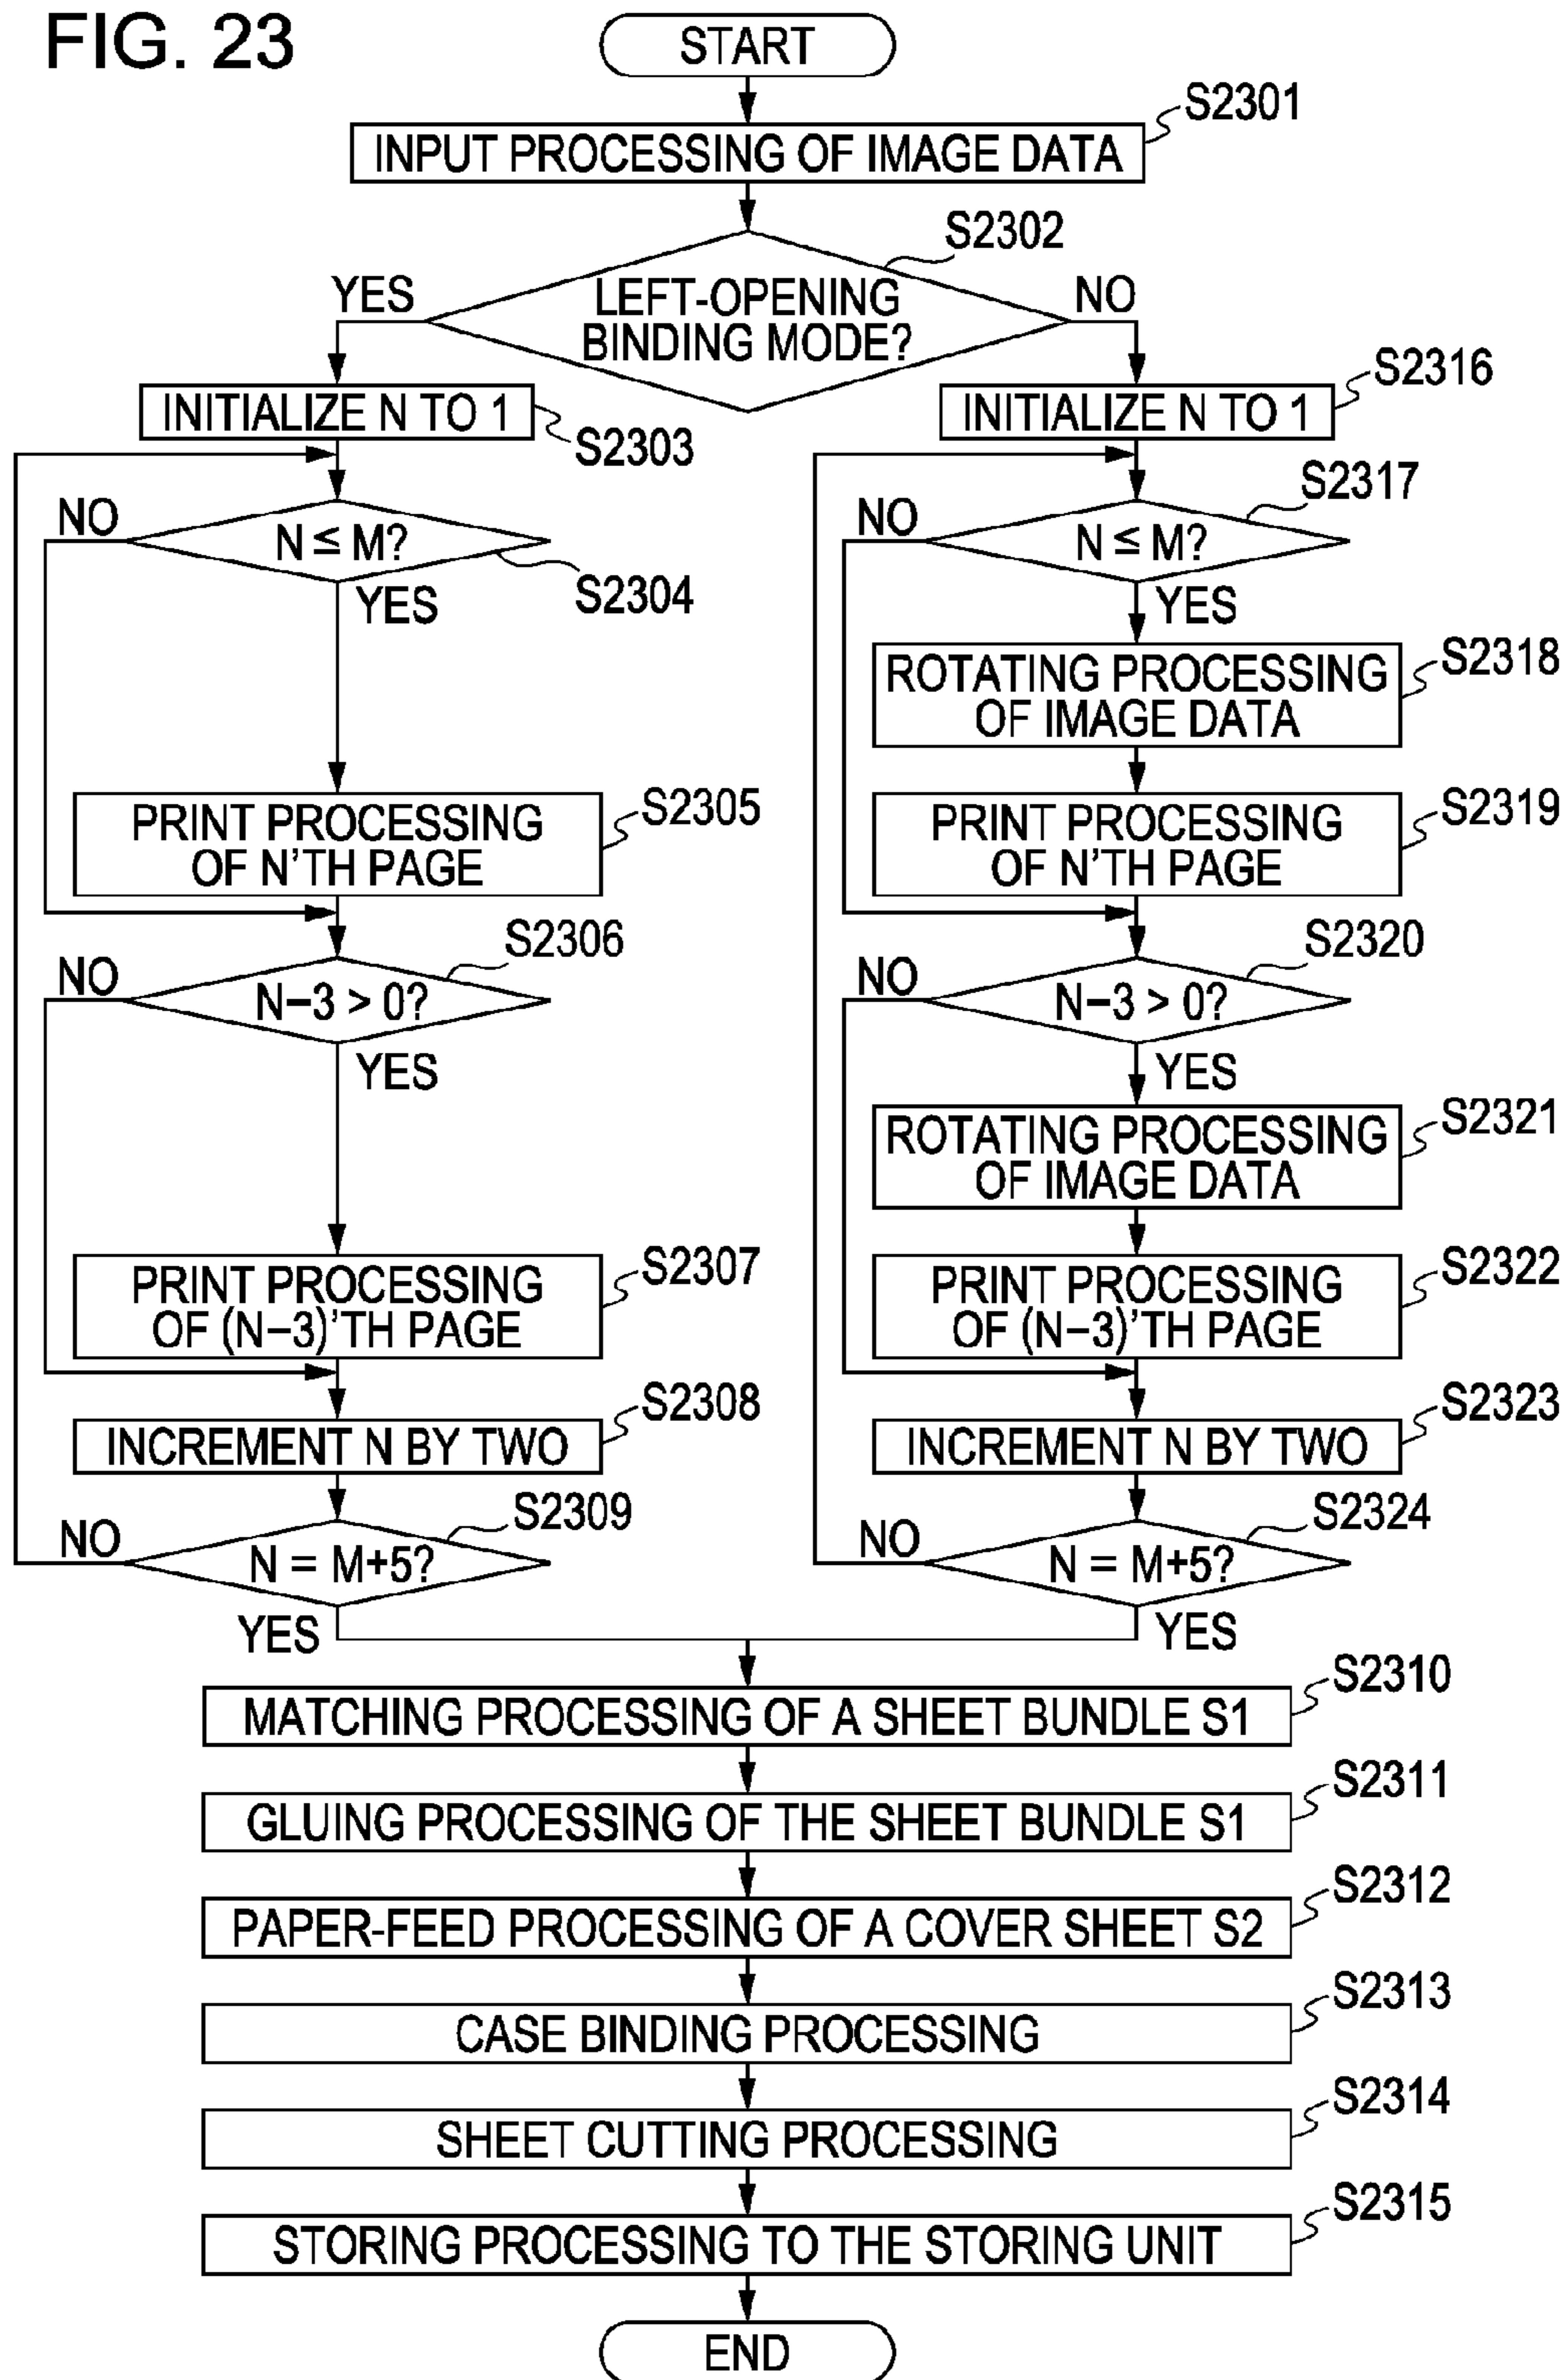 FIG. 23
START
S2301
INPUT PROCESSING OF IMAGE DATA
S2302
YES
LEFT-OPENING
BINDING MODE?
NO
INITIALIZE N TO 1
S2303
NO
N ≤ M?
S2304
YES
PRINT PROCESSING
OF N'TH PAGE
S2305
S2306
NO
N−3 > 0?
YES
PRINT PROCESSING
OF (N−3)'TH PAGE
S2307
INCREMENT N BY TWO
S2308
S2309
NO
N = M+5?
YES
S2316
INITIALIZE N TO 1
S2317
NO
N ≤ M?
YES
ROTATING PROCESSING
OF IMAGE DATA
S2318
PRINT PROCESSING
OF N'TH PAGE
S2319
S2320
NO
N−3 > 0?
YES
ROTATING PROCESSING
OF IMAGE DATA
S2321
PRINT PROCESSING
OF (N−3)'TH PAGE
S2322
INCREMENT N BY TWO
S2323
S2324
NO
N = M+5?
YES
S2310
MATCHING PROCESSING OF A SHEET BUNDLE S1
S2311
GLUING PROCESSING OF THE SHEET BUNDLE S1
S2312
PAPER-FEED PROCESSING OF A COVER SHEET S2
S2313
CASE BINDING PROCESSING
S2314
SHEET CUTTING PROCESSING
S2315
STORING PROCESSING TO THE STORING UNIT
END